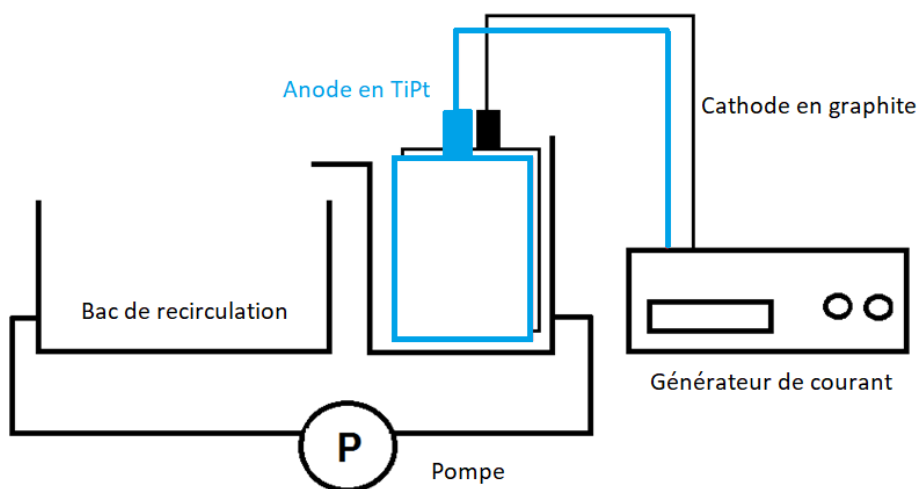 Anode en TiPt
Cathode en graphite
Bac de recirculation
Générateur de courant
P
Pompe